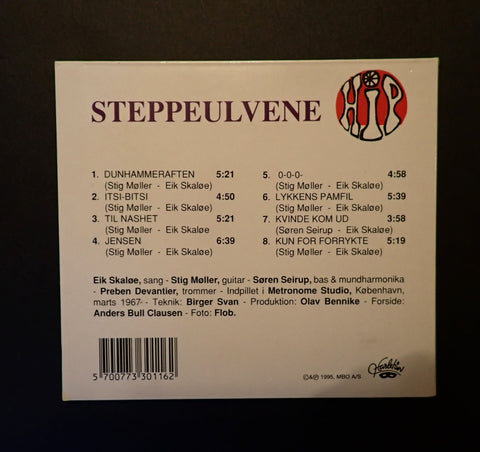 STEPPEULVENE
HIP
1. DUNHAMMERAFTEN 5:21
(Stig Møller - Eik Skaløe)
2. ITSI-BITSI 4:50
(Stig Møller - Eik Skaløe)
3. TIL NASHET 5:21
(Stig Møller - Eik Skaløe
4. JENSEN 6:39
(Stig Møller - Eik Skaløe)
5. 0-0-0- 4:58
(Stig Møller - Eik Skaløe)
6. LYKKENS PAMFIL 5:39
(Stig Møller - Eik Skaløe)
7. KVINDE KOM UD 3:58
(Søren Seirup - Eik Skaløe)
8. KUN FOR FORRYKTE 5:19
(Stig Møller - Eik Skaløe)
Eik Skaløe, sang - Stig Møller, guitar - Søren Seirup, bas & mundharmonika
- Preben Devantier, trommer - Indpillet i Metronome Studio, København,
marts 1967 - Teknik: Birger Svan - Produktion: Olav Bennike - Forside:
Anders Bull Clausen - Foto: Flob.
5 700773 301162
©&℗ 1995, MBO A/S
Karlekin